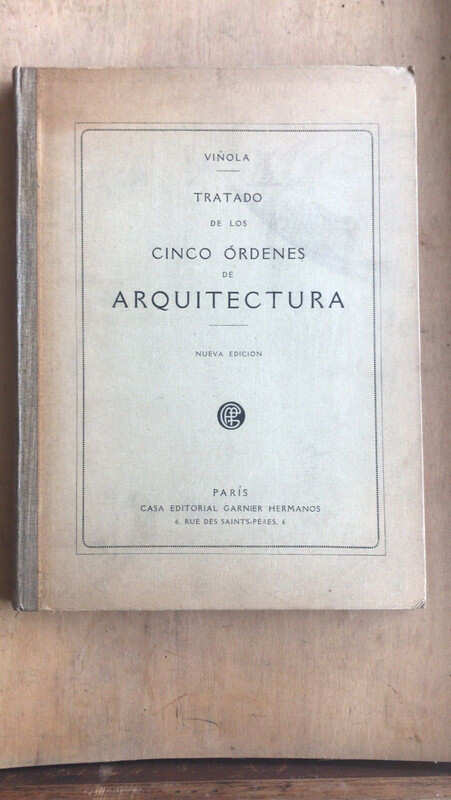 VIÑOLA
TRATADO
DE LOS
CINCO ÓRDENES
DE
ARQUITECTURA
NUEVA EDICION
PARÍS
CASA EDITORIAL GARNIER HERMANOS
6, RUE DES SAINTS-PÈRES, 6